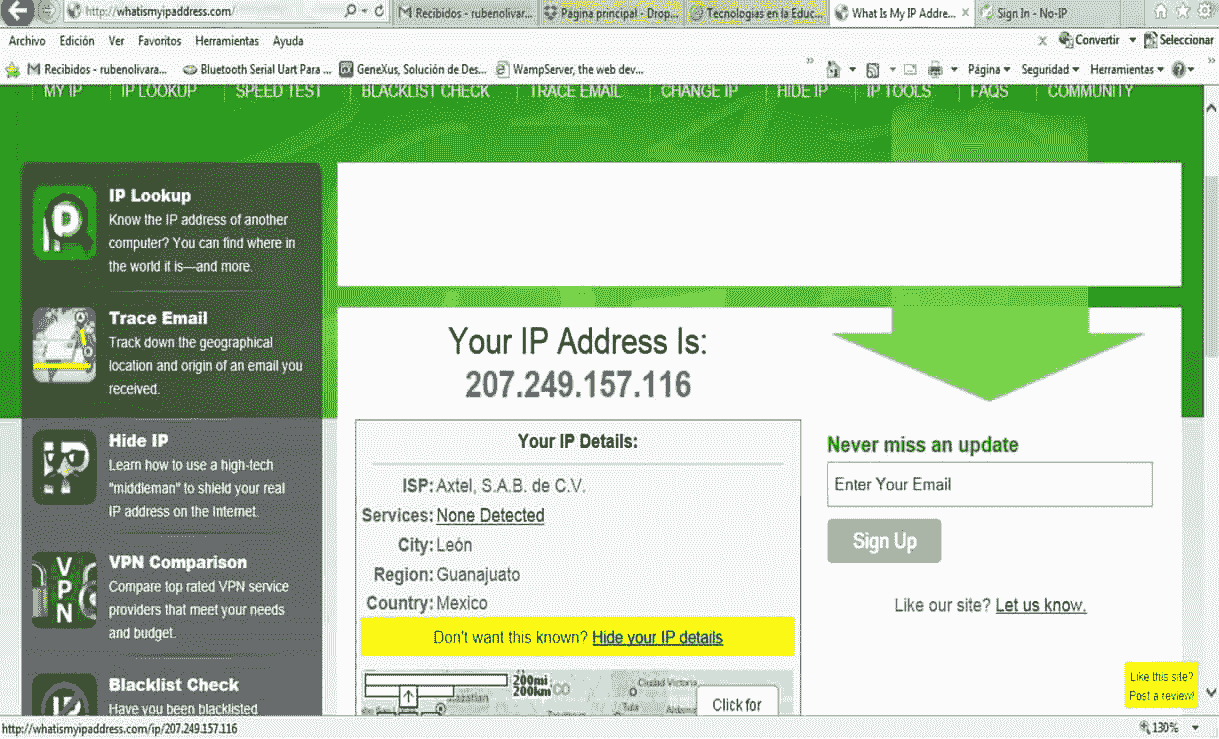 http://whatismyipaddress.com/
Recibidos - rubenolivar...
Página principal - Drop...
Tecnologias en la Educ...
What Is My IP Addre...
Sign In - No-IP
Archivo Edición Ver Favoritos Herramientas Ayuda
x Convertir Seleccionar
Recibidos - rubenolivara...
Bluetooth Serial Uart Para ...
GeneXus, Solución de Des...
WampServer, the web dev...
Página Seguridad Herramientas
MY IP IP LOOKUP SPEED TEST BLACKLIST CHECK TRACE EMAIL CHANGE IP HIDE IP IP TOOLS FAQS COMMUNITY
IP Lookup
Know the IP address of another
computer? You can find where in
the world it is—and more.
Trace Email
Track down the geographical
location and origin of an email you
received.
Hide IP
Learn how to use a high-tech
"middleman" to shield your real
IP address on the Internet.
VPN
VPN Comparison
Compare top rated VPN service
providers that meet your needs
and budget.
Blacklist Check
Have you been blacklisted
Your IP Address Is:
207.249.157.116
Your IP Details:
ISP: Axtel, S.A.B. de C.V.
Services: None Detected
City: León
Region: Guanajuato
Country: Mexico
Don't want this known? Hide your IP details
200mi
200km
Click for
Never miss an update
Enter Your Email
Sign Up
Like our site? Let us know.
Like this site?
Post a review!
http://whatismyipaddress.com/ip/207.249.157.116
130%